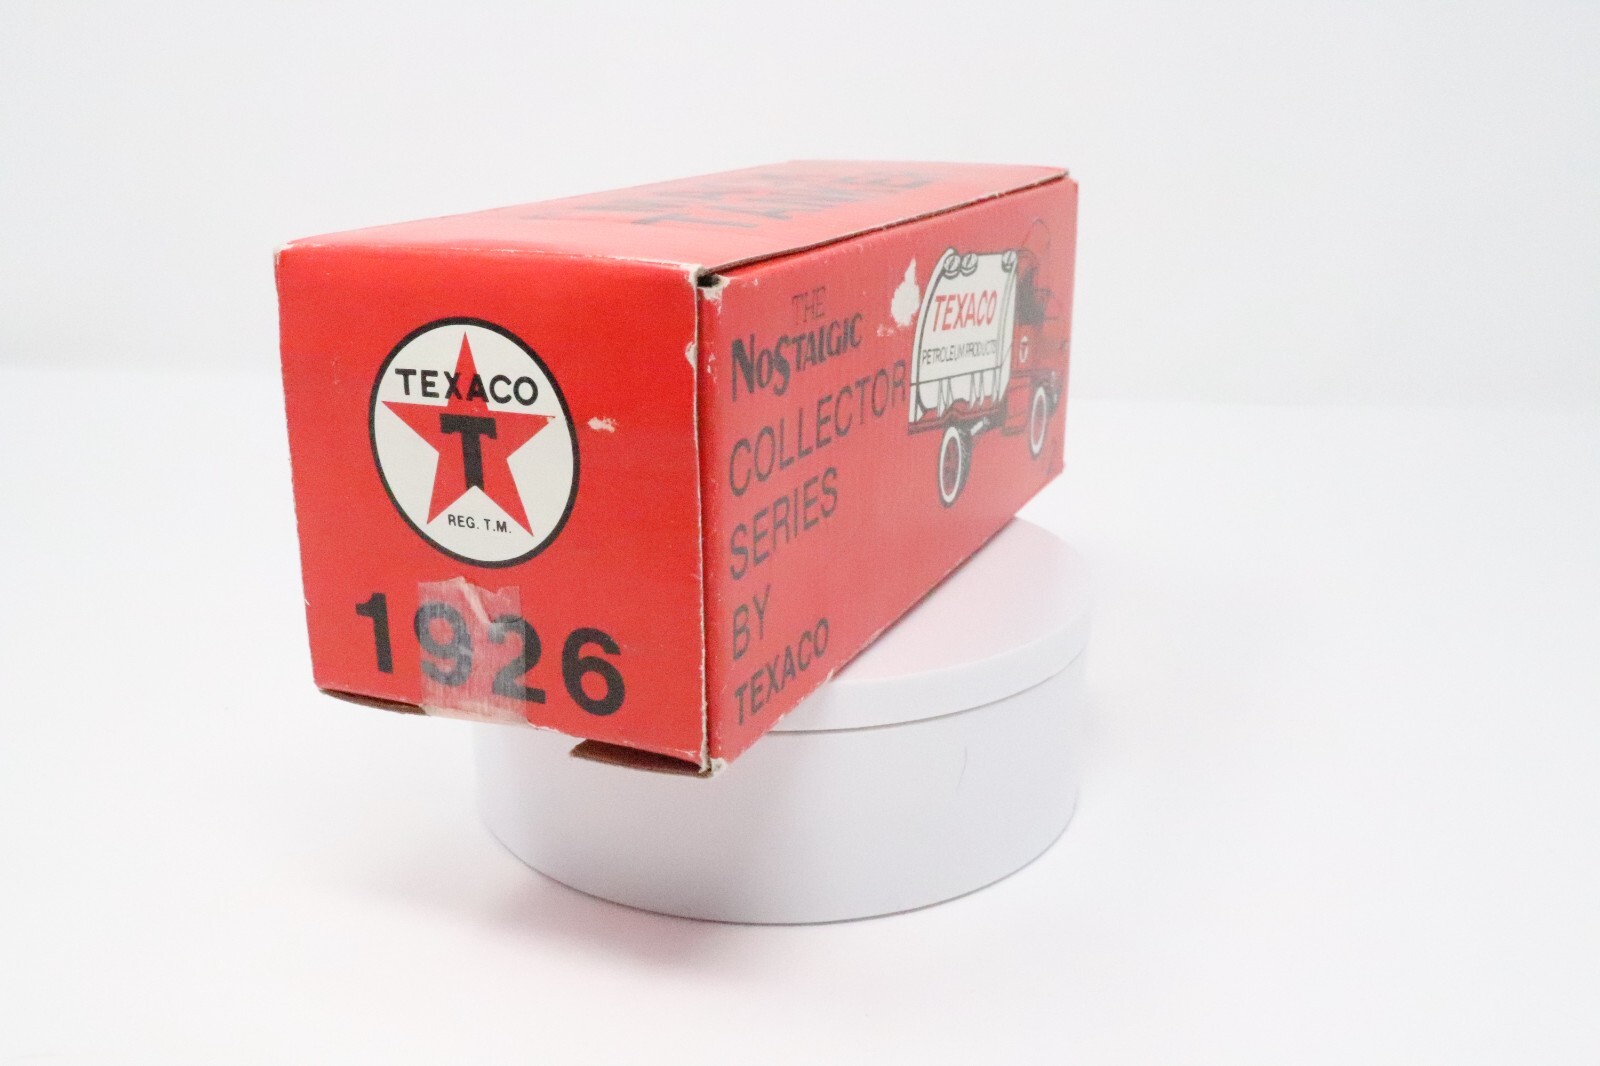 TEXACO
T
REG. T.M.
1926
THE
NOSTALGIC
COLLECTOR
SERIES
BY
TEXACO
TEXACO
PETROLEUM PRODUCTS
T